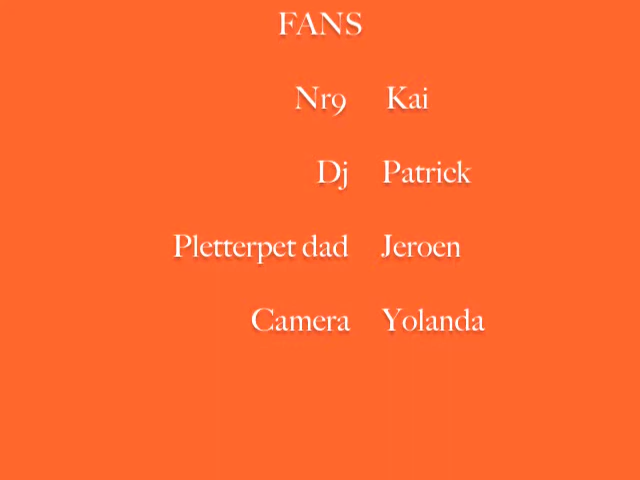 FANS
Nr9 Kai
Dj Patrick
Pletterpet dad Jeroen
Camera Yolanda